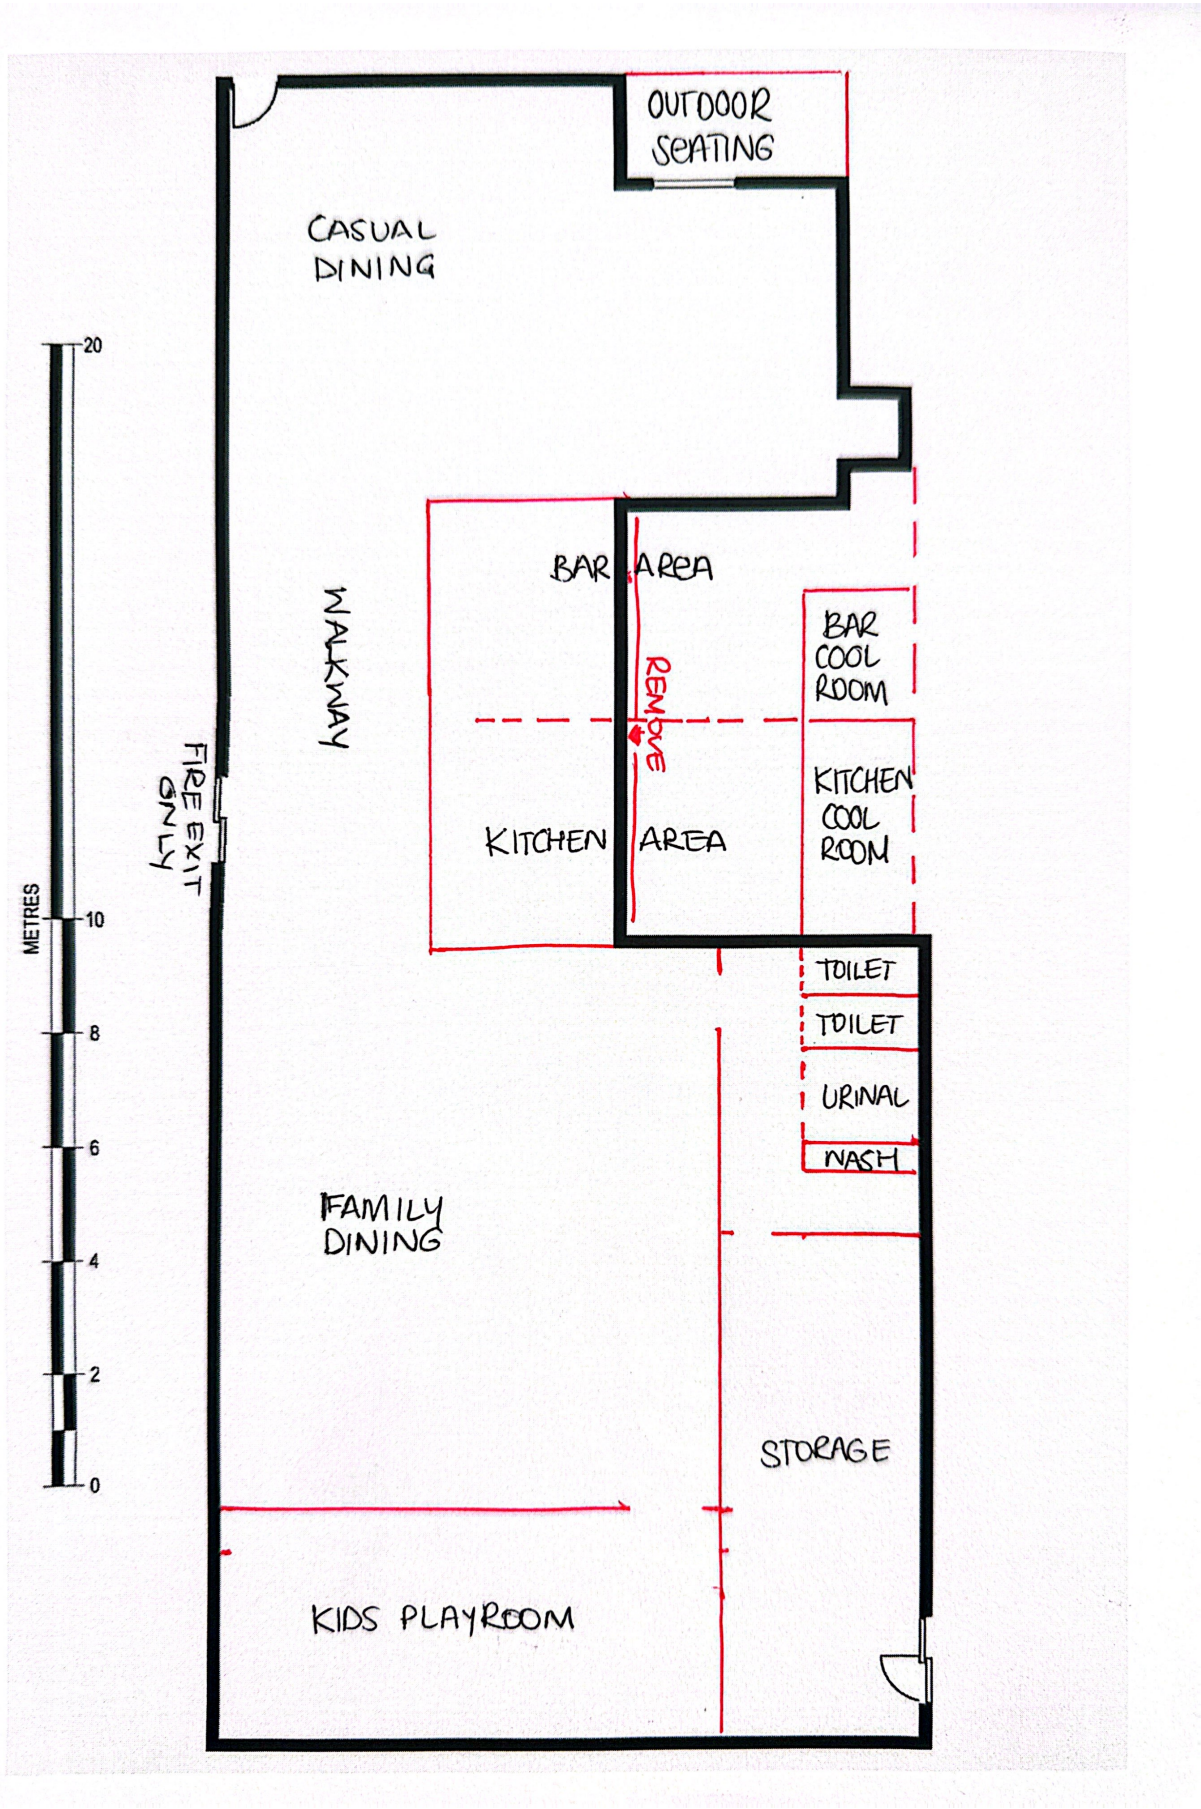 OUTDOOR
SEATING
CASUAL
DINING
20
BAR AREA
WALKWAY
BAR
COOL
ROOM
REMOVE
FIRE EXIT
ONLY
KITCHEN
COOL
ROOM
KITCHEN AREA
METRES
10
TOILET
8
TOILET
URINAL
6
WASH
FAMILY
DINING
4
2
STORAGE
0
KIDS PLAYROOM